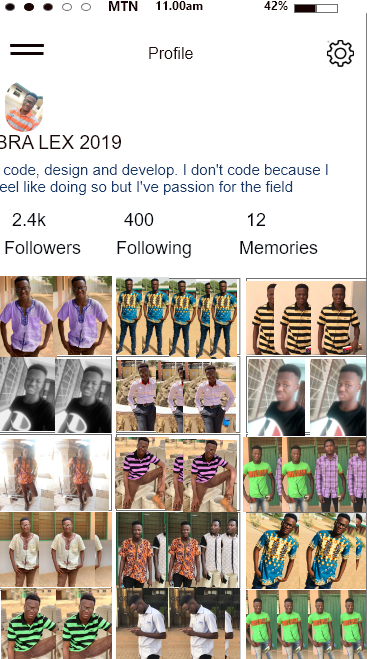 MTN 11.00am 42%
Profile
BRA LEX 2019
code, design and develop. I don't code because I
eel like doing so but I've passion for the field
2.4k 400 12
Followers Following Memories